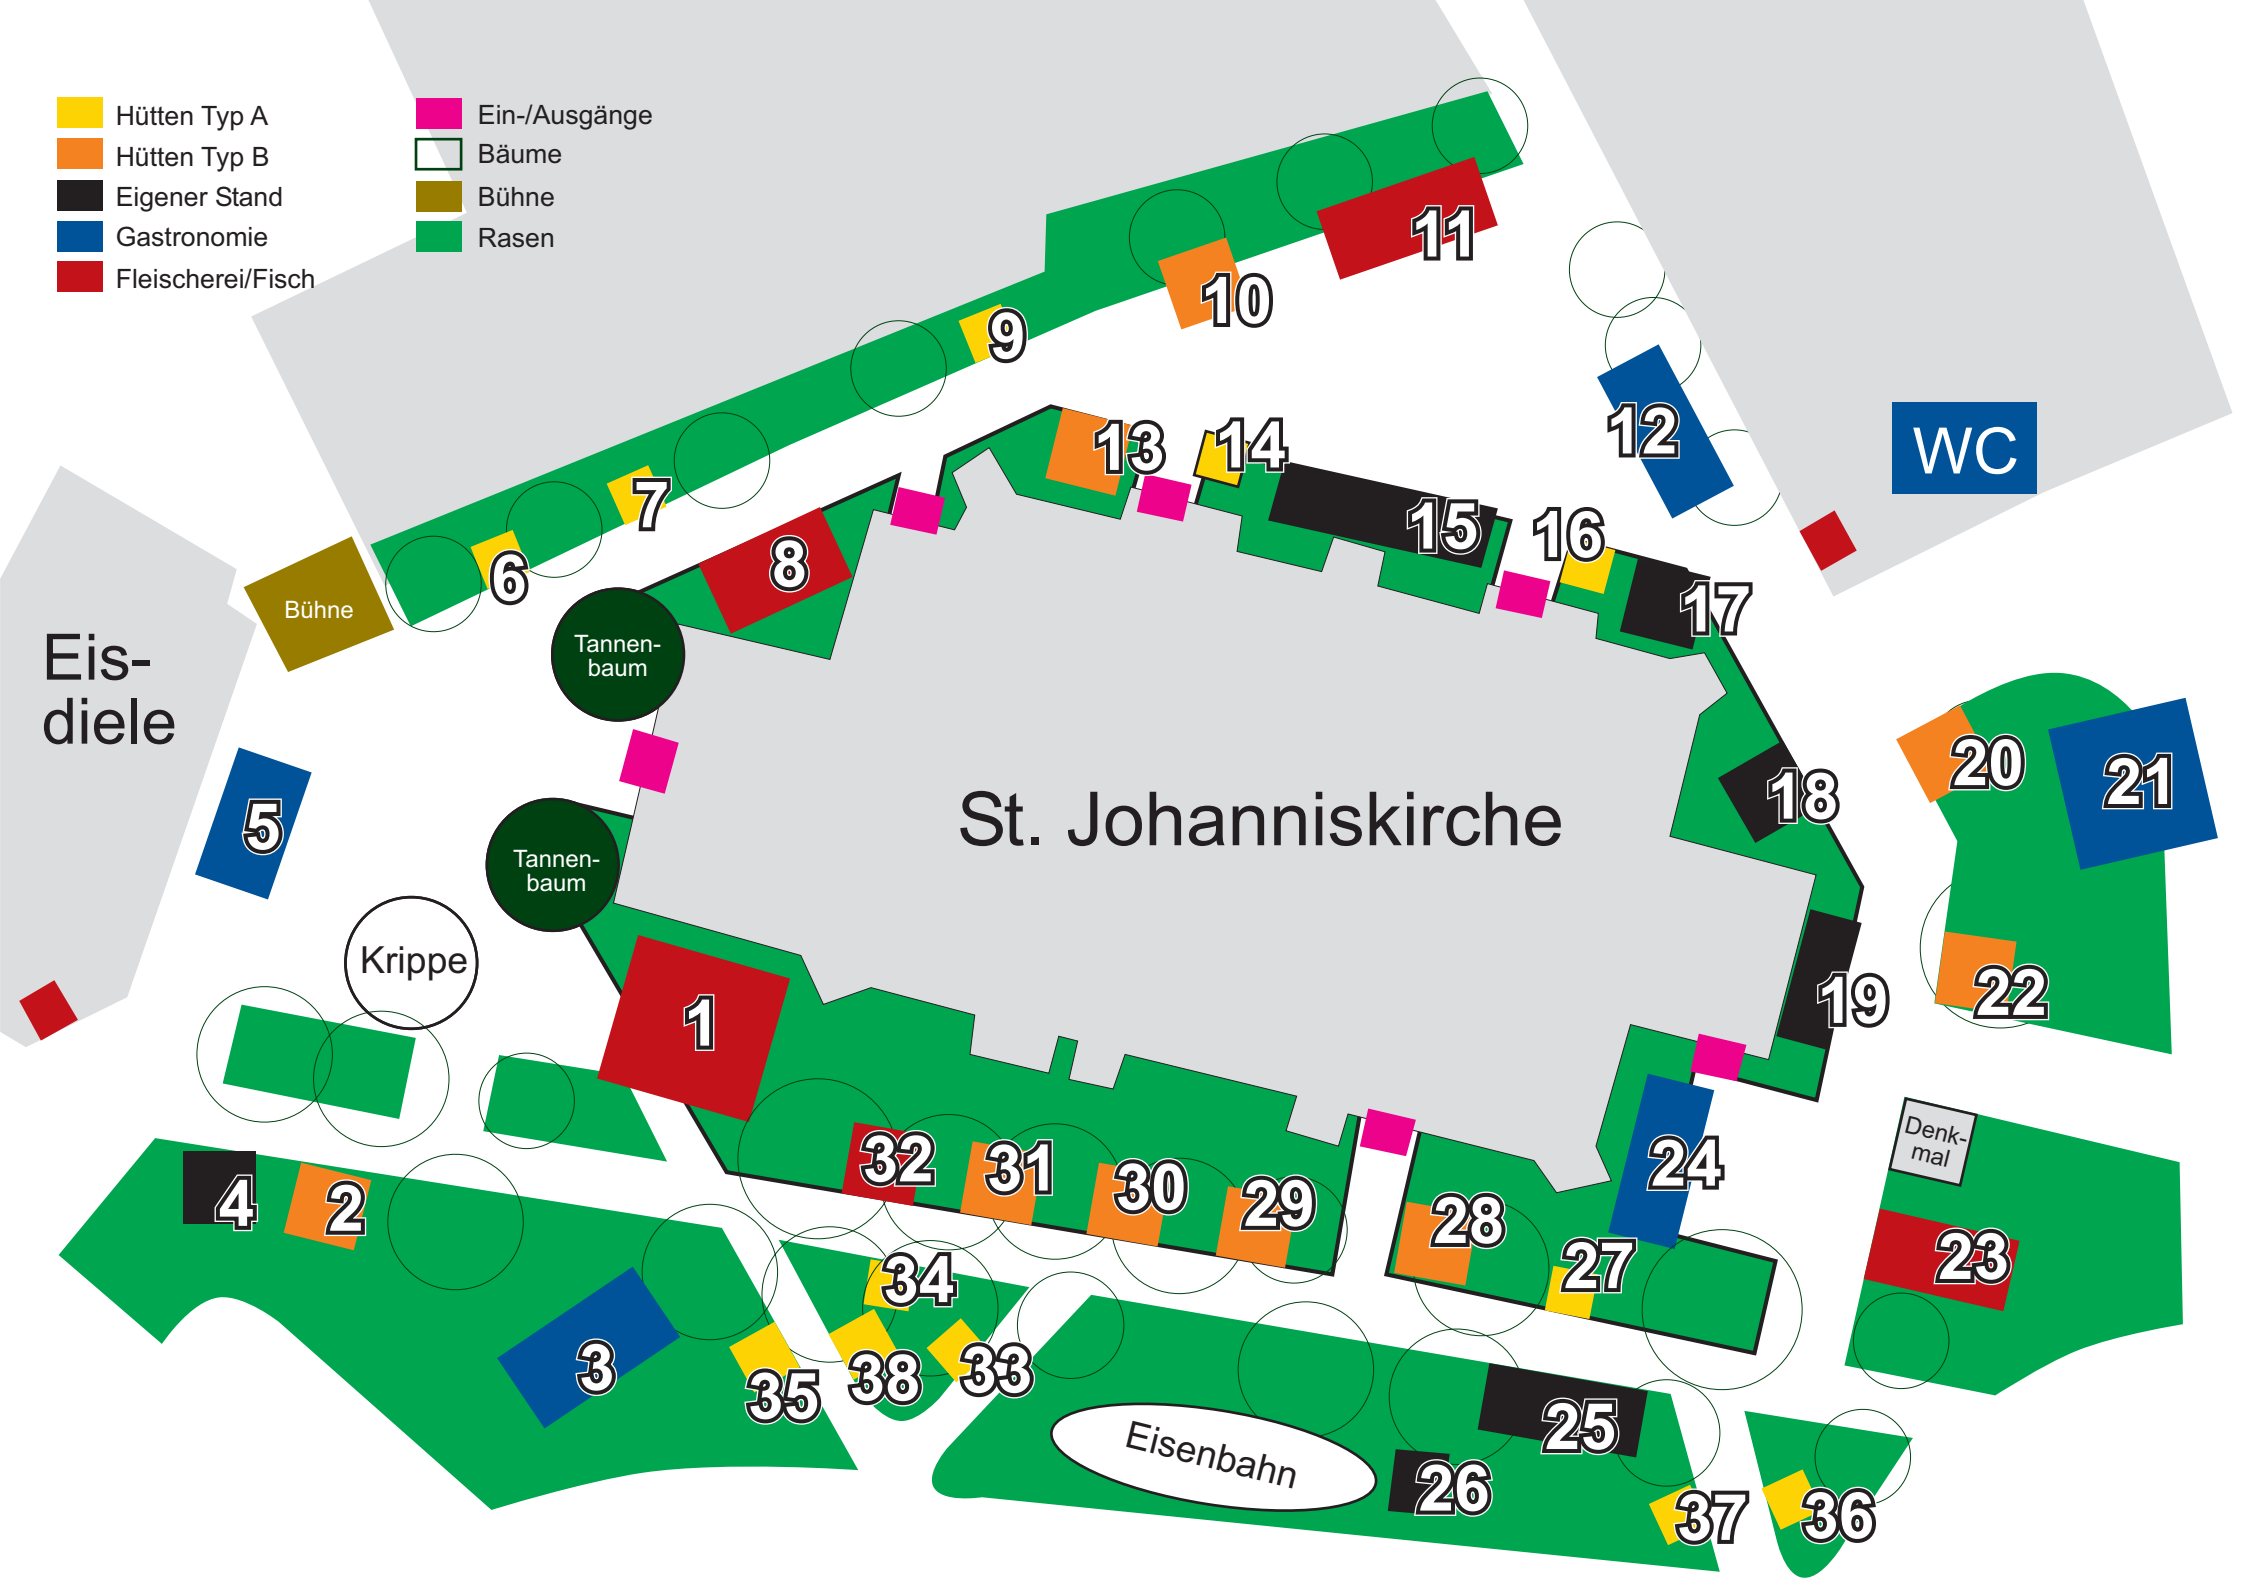 Hütten Typ A
Hütten Typ B
Eigener Stand
Gastronomie
Fleischerei/Fisch
Ein-/Ausgänge
Bäume
Bühne
Rasen
11
10
9
12
WC
13
14
7
15
16
6
8
17
Bühne
Tannen-
baum
Eis-
diele
20
21
18
5
St. Johanniskirche
Tannen-
baum
Krippe
22
19
1
Denk-
mal
32
31
30
24
4
2
29
28
23
34
27
3
38
33
35
25
Eisenbahn
26
37
36